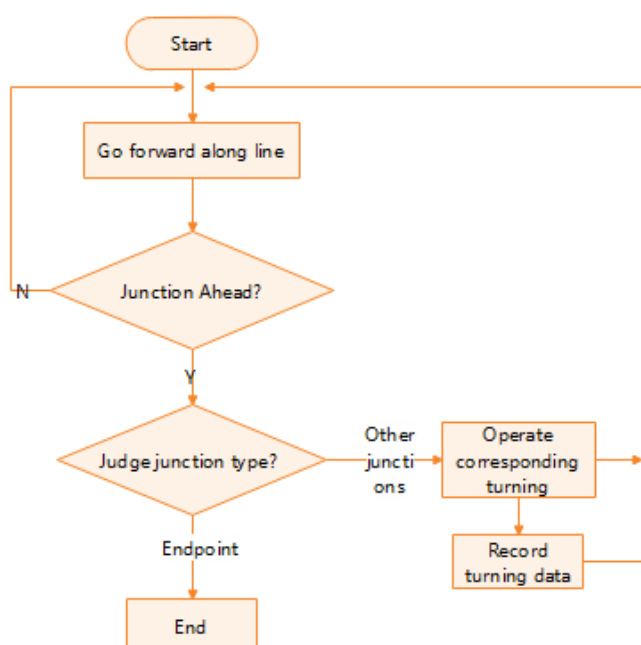 Start
Go forward along line
Junction Ahead?
N
Y
Judge junction type?
Other
juncti
ons
Operate
corresponding
turning
Endpoint
Record
turning data
End